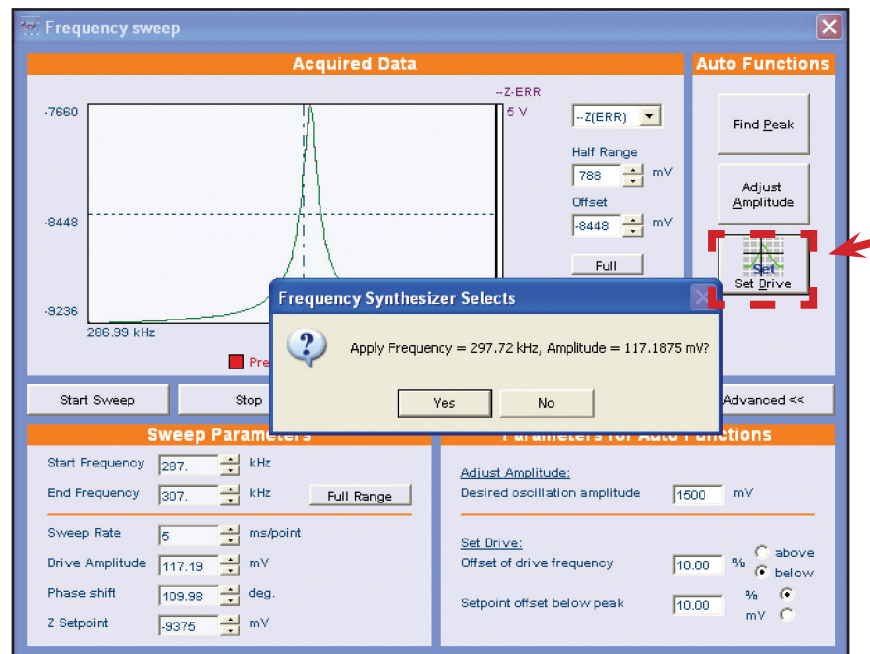 Frequency sweep
Acquired Data
Auto Functions
--Z-ERR
-7660
5 V
--Z(ERR)
Find Peak
Half Range
788 mV
Adjust
Amplitude
Offset
-8448
-8448 mV
Full
Set
Set Drive
Frequency Synthesizer Selects
-9236
286.99 kHz
?
Apply Frequency = 297.72 kHz, Amplitude = 117.1875 mV?
Yes No
Start Sweep Stop Advanced <<
Sweep Parameters
Parameters for Auto Functions
Start Frequency 287. kHz
End Frequency 307. kHz Full Range
Sweep Rate 5 ms/point
Drive Amplitude 117.19 mV
Phase shift 109.98 deg.
Z Setpoint -9375 mV
Adjust Amplitude:
Desired oscillation amplitude 1500 mV
Set Drive:
Offset of drive frequency 10.00 % above
below
Setpoint offset below peak 10.00 %
mV